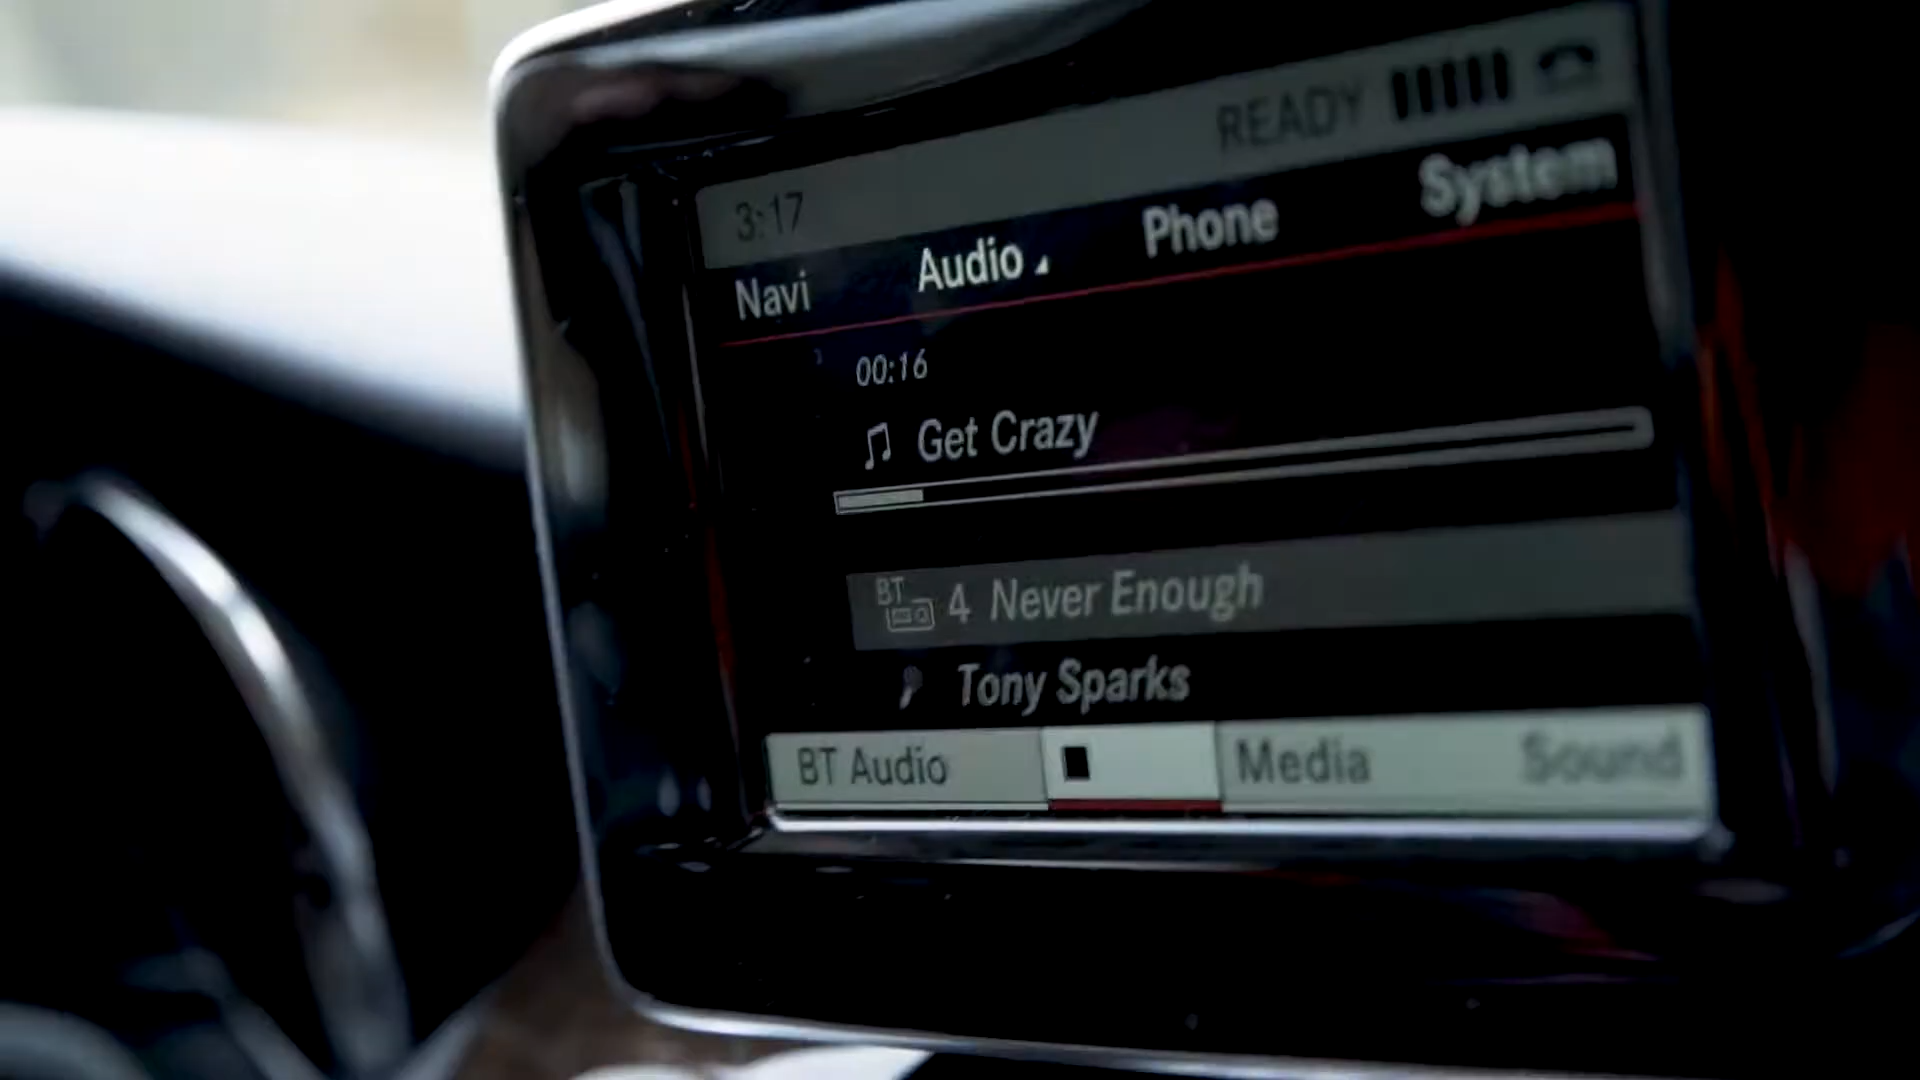 READY
3:17
Navi Audio Phone System
00:16
Get Crazy
BT 4 Never Enough
Tony Sparks
BT Audio Media Sound